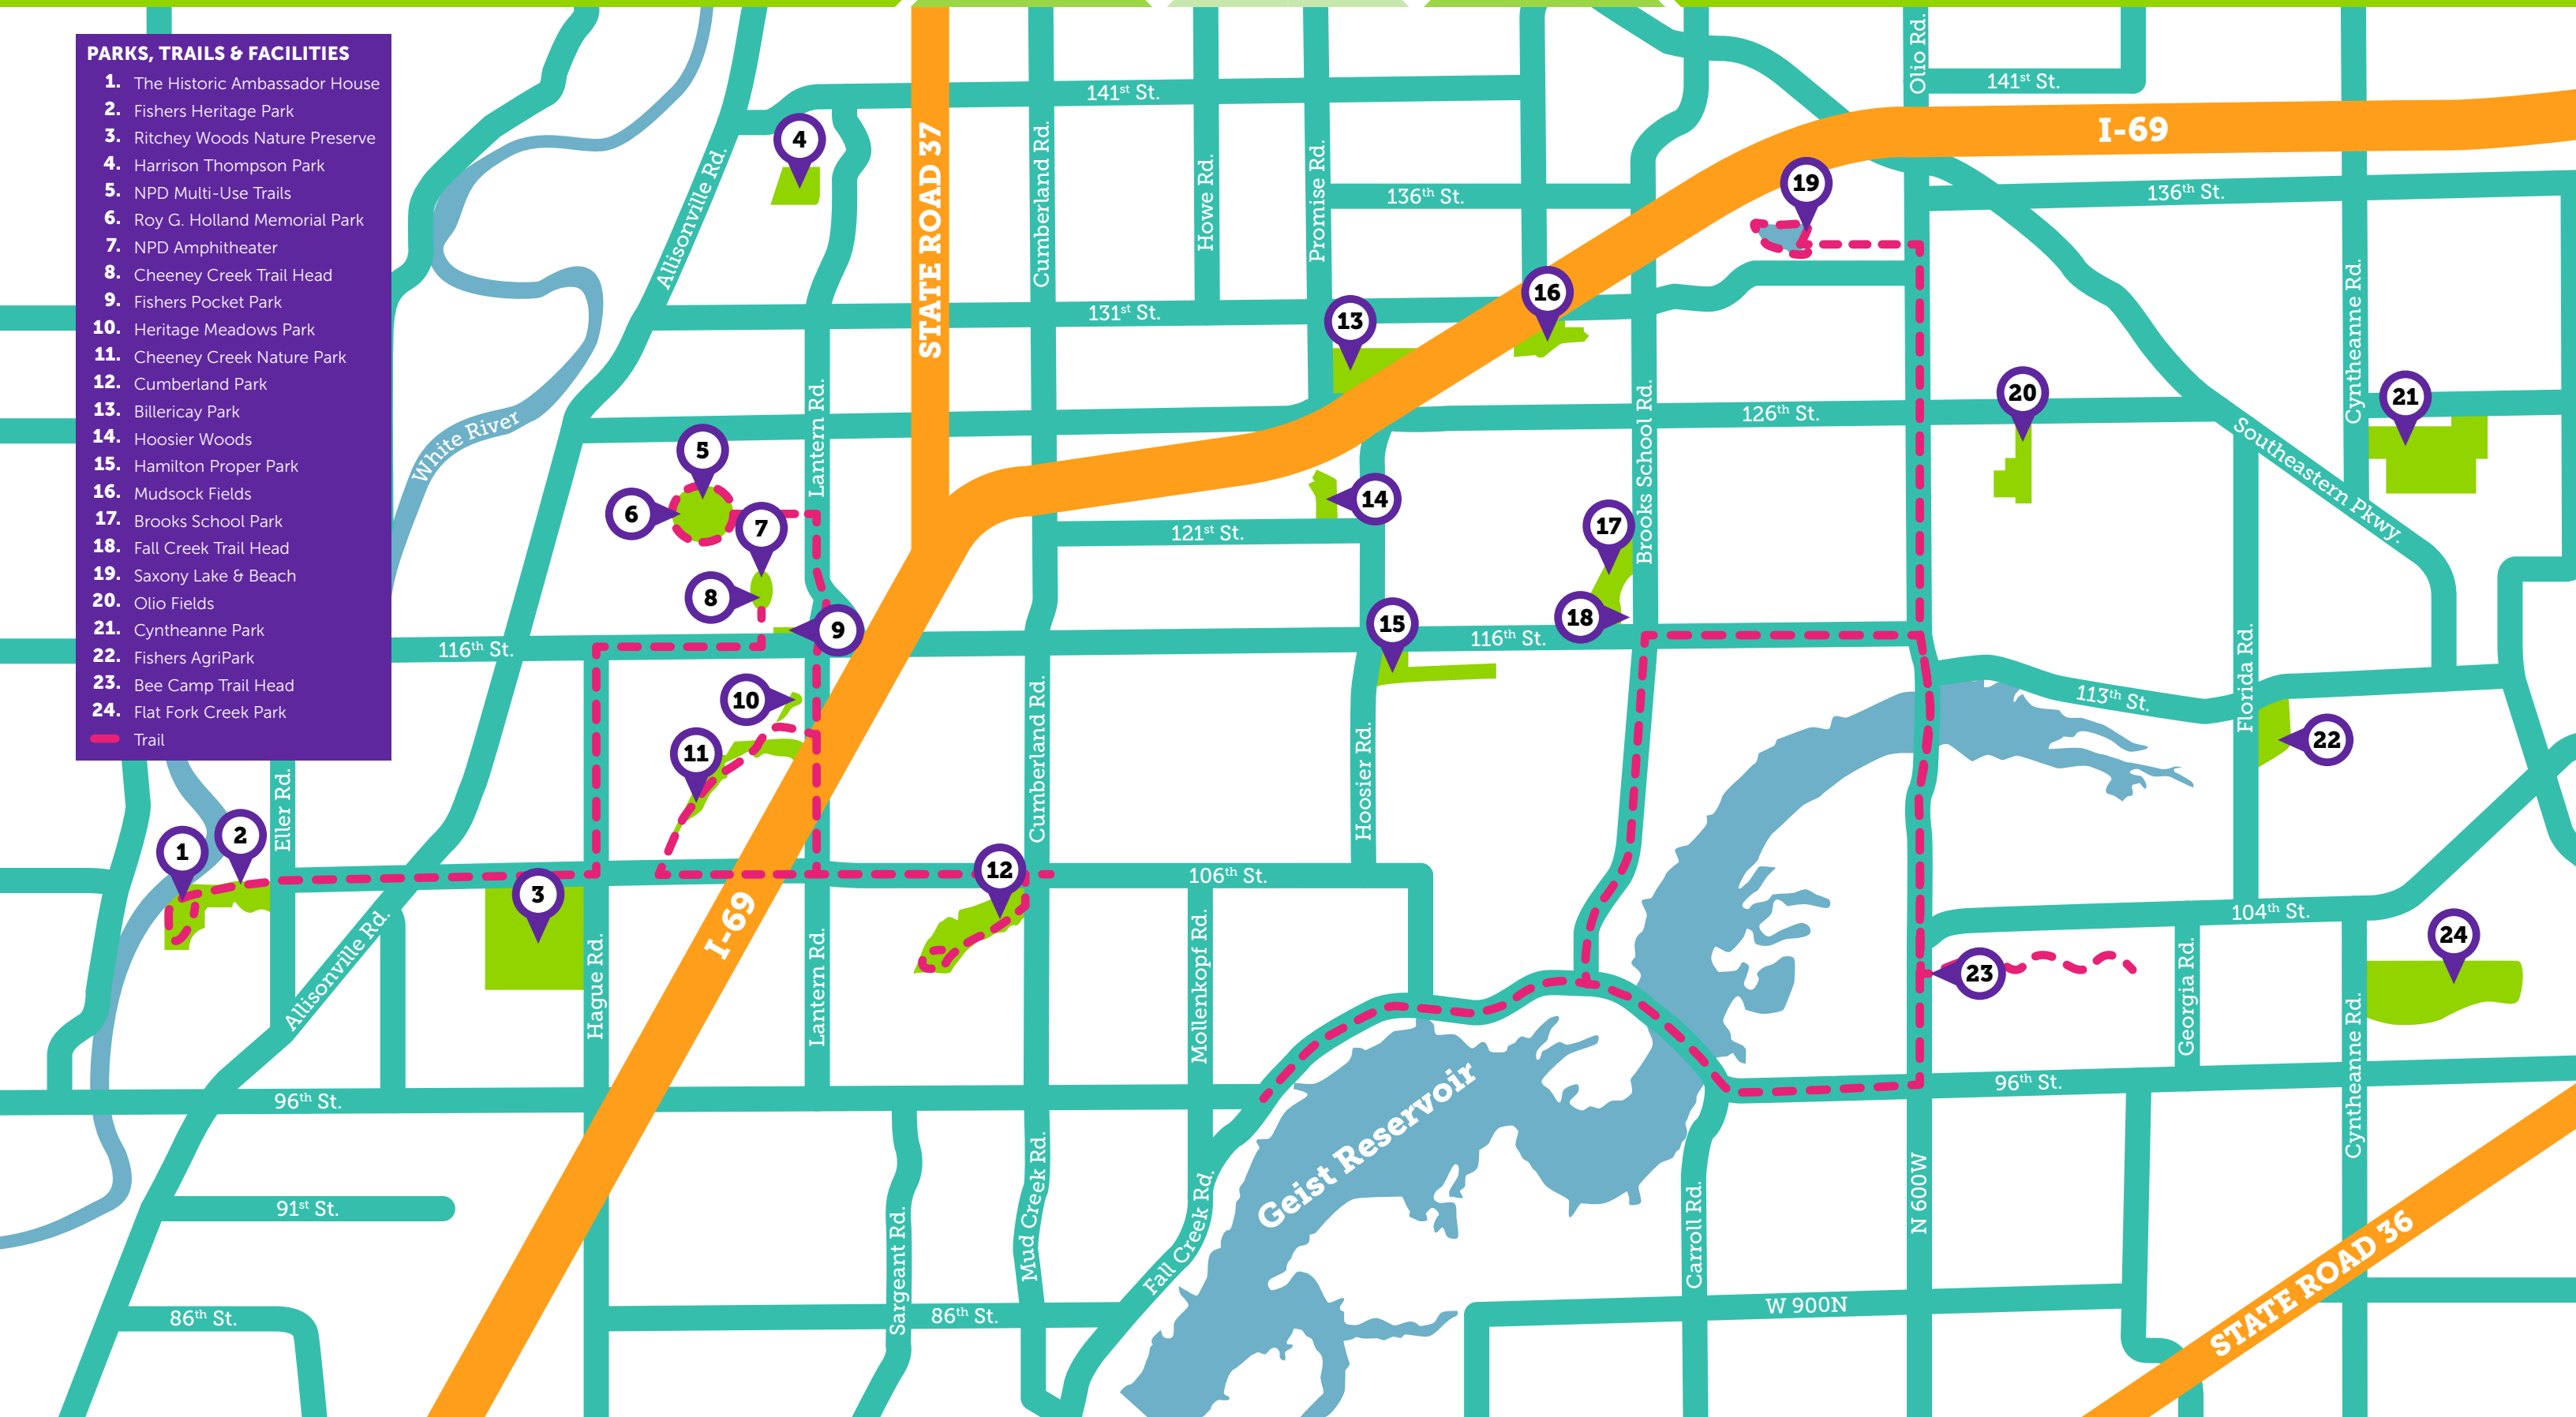 PARKS, TRAILS & FACILITIES
1. The Historic Ambassador House
2. Fishers Heritage Park
3. Ritchey Woods Nature Preserve
4. Harrison Thompson Park
5. NPD Multi-Use Trails
6. Roy G. Holland Memorial Park
7. NPD Amphitheater
8. Cheeney Creek Trail Head
9. Fishers Pocket Park
10. Heritage Meadows Park
11. Cheeney Creek Nature Park
12. Cumberland Park
13. Billericay Park
14. Hoosier Woods
15. Hamilton Proper Park
16. Mudsock Fields
17. Brooks School Park
18. Fall Creek Trail Head
19. Saxony Lake & Beach
20. Olio Fields
21. Cyntheanne Park
22. Fishers AgriPark
23. Bee Camp Trail Head
24. Flat Fork Creek Park
Trail
Olio Rd.
141st St.
141st St.
I-69
STATE ROAD 37
Cumberland Rd.
Howe Rd.
Promise Rd.
Allisonville Rd.
4
19
136th St.
136th St.
131st St.
16
13
Cyntheanne Rd.
Lantern Rd.
Brooks School Rd.
126th St.
20
21
White River
Southeastern Pkwy.
5
6
7
14
121st St.
17
8
9
18
15
116th St.
116th St.
Florida Rd.
10
11
Cumberland Rd.
Hoosier Rd.
113th St.
22
Eller Rd.
1
2
3
12
106th St.
104th St.
I-69
Allisonville Rd.
Hague Rd.
Lantern Rd.
Mollenkopf Rd.
23
Georgia Rd.
24
Cyntheanne Rd.
96th St.
96th St.
Geist Reservoir
91st St.
Mud Creek Rd.
Fall Creek Rd.
Sargeant Rd.
Carroll Rd.
N 600W
86th St.
86th St.
W 900N
STATE ROAD 36